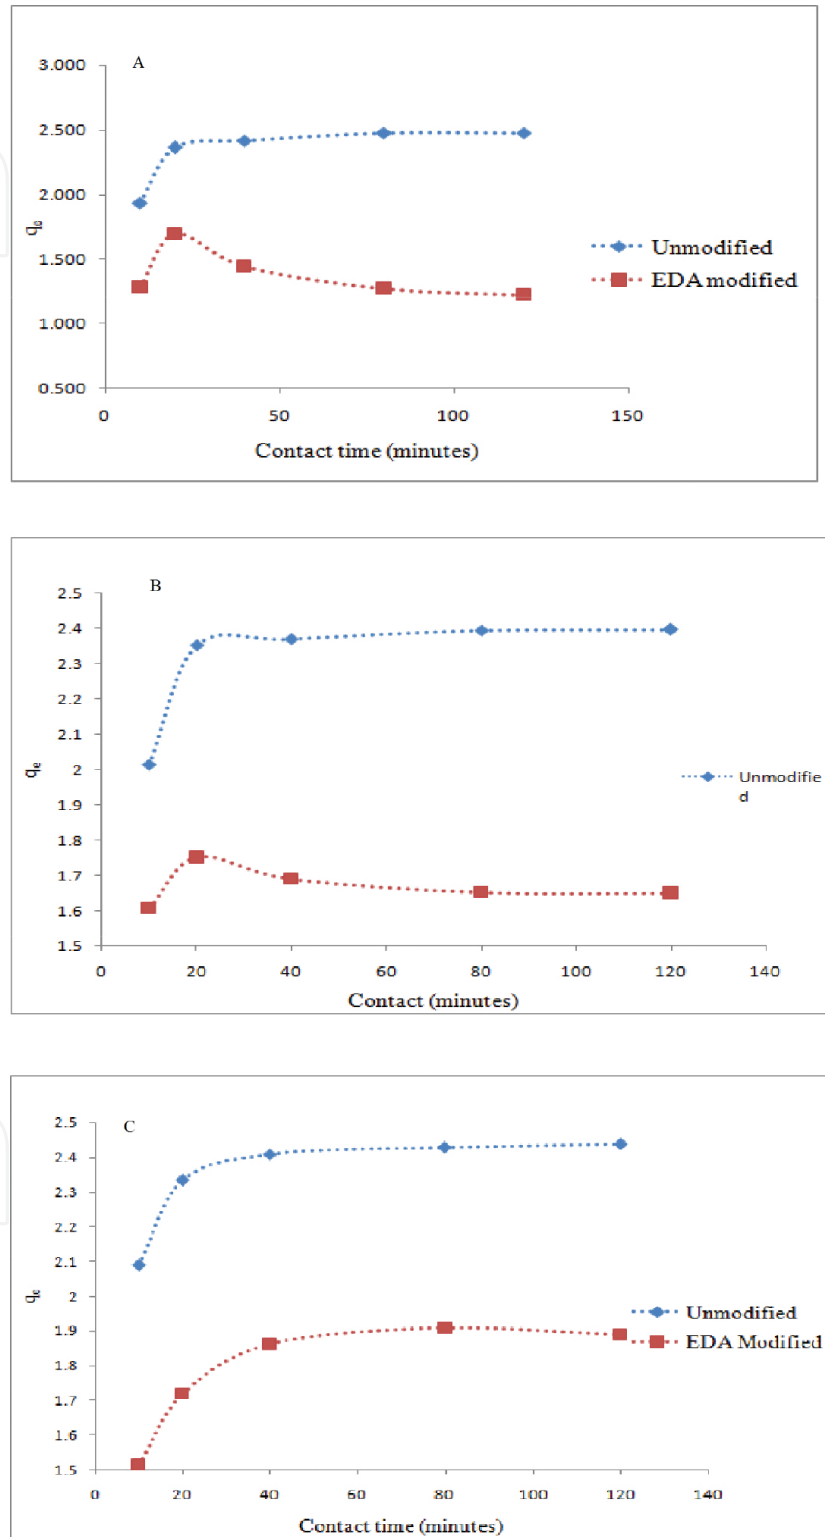 A
3.000
2.500
2.000
1.500
1.000
0.500
qe
0 50 100 150
Contact time (minutes)
Unmodified
EDA modified
B
2.5
2.4
2.3
2.2
2.1
2
1.9
1.8
1.7
1.6
1.5
qe
0 20 40 60 80 100 120 140
Contact (minutes)
Unmodifie
d
C
2.5
2.4
2.3
2.2
2.1
2
1.9
1.8
1.7
1.6
1.5
qe
0 20 40 60 80 100 120 140
Contact time (minutes)
Unmodified
EDA Modified